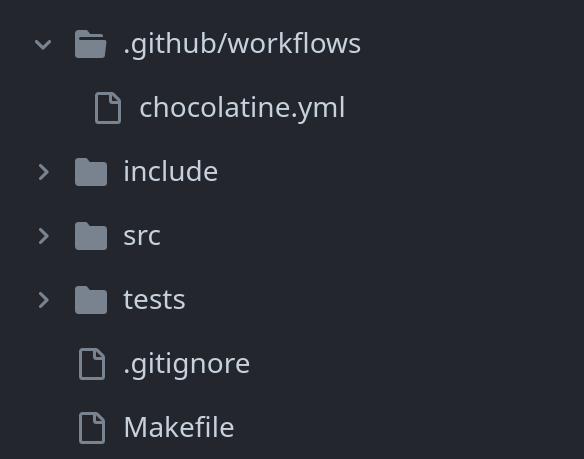 .github/workflows
chocolatine.yml
include
src
tests
.gitignore
Makefile